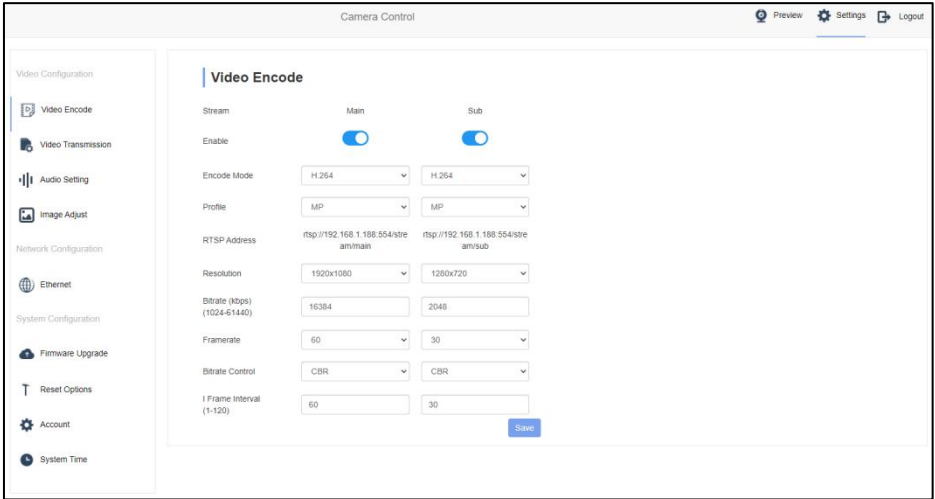 Camera Control
Preview Settings Logout
Video Configuration
Video Encode
Video Transmission
Audio Setting
Image Adjust
Network Configuration
Ethernet
System Configuration
Firmware Upgrade
Reset Options
Account
System Time
Video Encode
Stream Main Sub
Enable
Encode Mode H.264 H.264
Profile MP MP
RTSP Address rtsp://192.168.1.188:554/stre rtsp://192.168.1.188:554/stre
am/main am/sub
Resolution 1920x1080 1280x720
Bitrate (kbps)
(1024-61440) 16384 2048
Framerate 60 30
Bitrate Control CBR CBR
I Frame Interval
(1-120) 60 30
Save